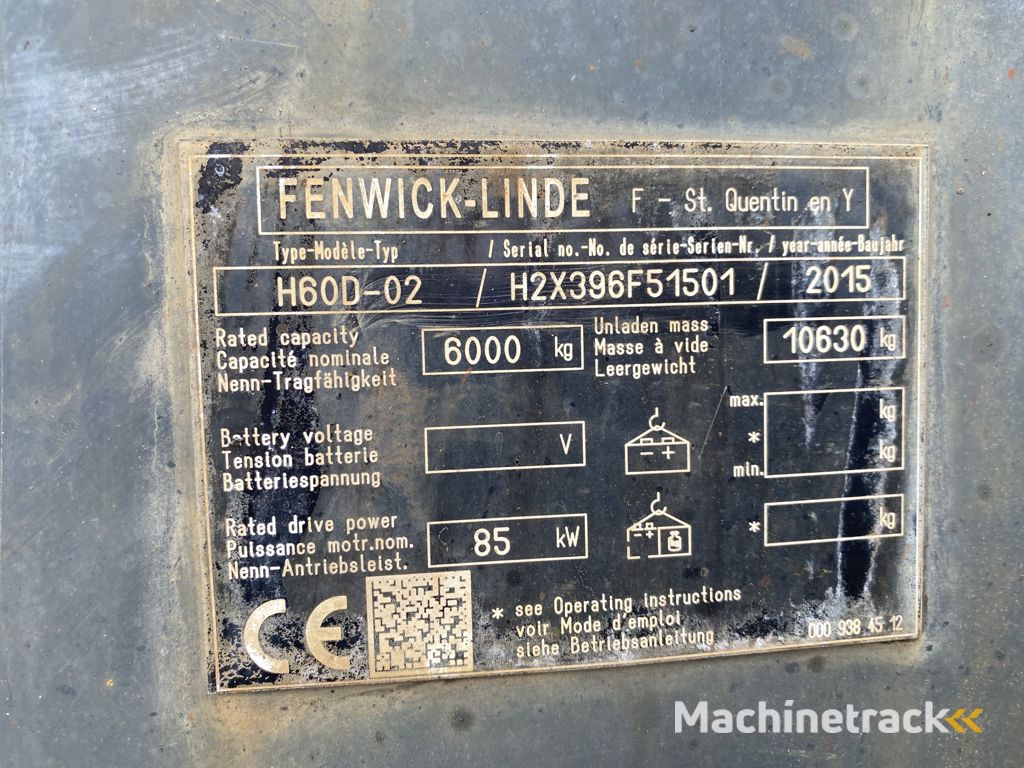 FENWICK-LINDE F - St. Quentin en Y
Type-Modèle-Typ / Serial no.-No. de série-Serien-Nr. / year-année-Baujahr
H60D-02 / H2X396F51501 / 2015
Rated capacity
Capacité nominale
Nenn-Tragfähigkeit
6000 kg
Unladen mass
Masse à vide
Leergewicht
10630 kg
Battery voltage
Tension batterie
Batteriespannung
V
- +
max. kg
* kg
min.
Rated drive power
Puissance motr.nom.
Nenn-Antriebsleist.
85 kW
- +
* kg
CE
* see Operating instructions
voir Mode d'emploi
siehe Betriebsanleitung
000 938 45 12
Machinetrack